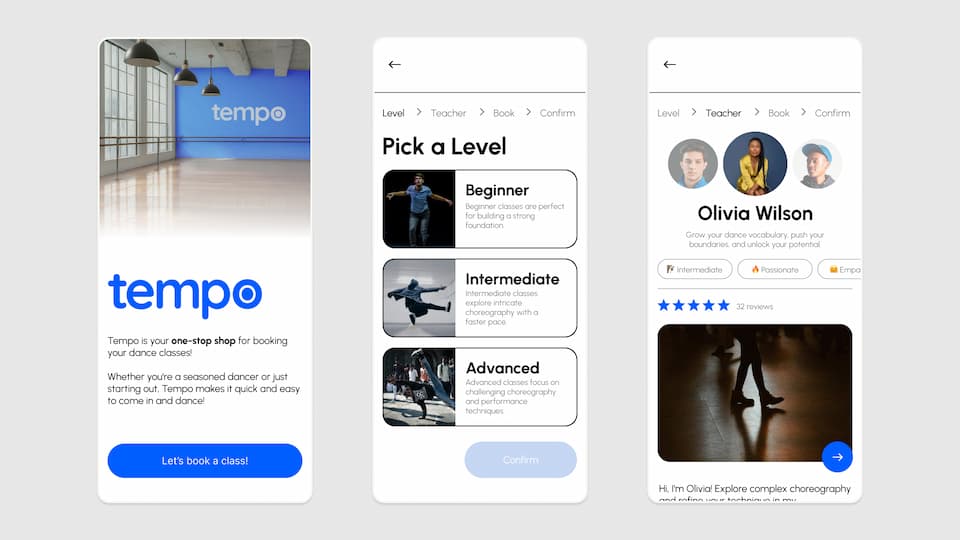 tempo
tempo
Tempo is your one-stop shop for booking
your dance classes!
Whether you're a seasoned dancer or just
starting out, Tempo makes it quick and easy
to come in and dance!
Let's book a class!
Level > Teacher > Book > Confirm
Pick a Level
Beginner
Beginner classes are perfect
for building a strong
foundation
Intermediate
Intermediate classes
explore intricate
choreography with a
faster pace
Advanced
Advanced classes focus on
challenging choreography
and performance
techniques
Confirm
Level > Teacher > Book > Confirm
Olivia Wilson
Grow your dance vocabulary, push your
boundaries, and unlock your potential
Intermediate
Passionate
Empa
32 reviews
Hi, I'm Olivia! Explore complex choreography
and refine your technique in my